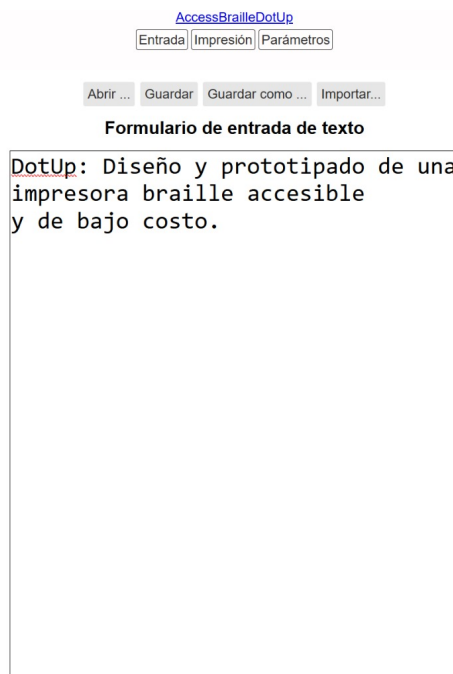 AccessBrailleDotUp
Entrada Impresión Parámetros
Abrir ... Guardar Guardar como ... Importar...
Formulario de entrada de texto
DotUp: Diseño y prototipado de una
impresora braille accesible
y de bajo costo.